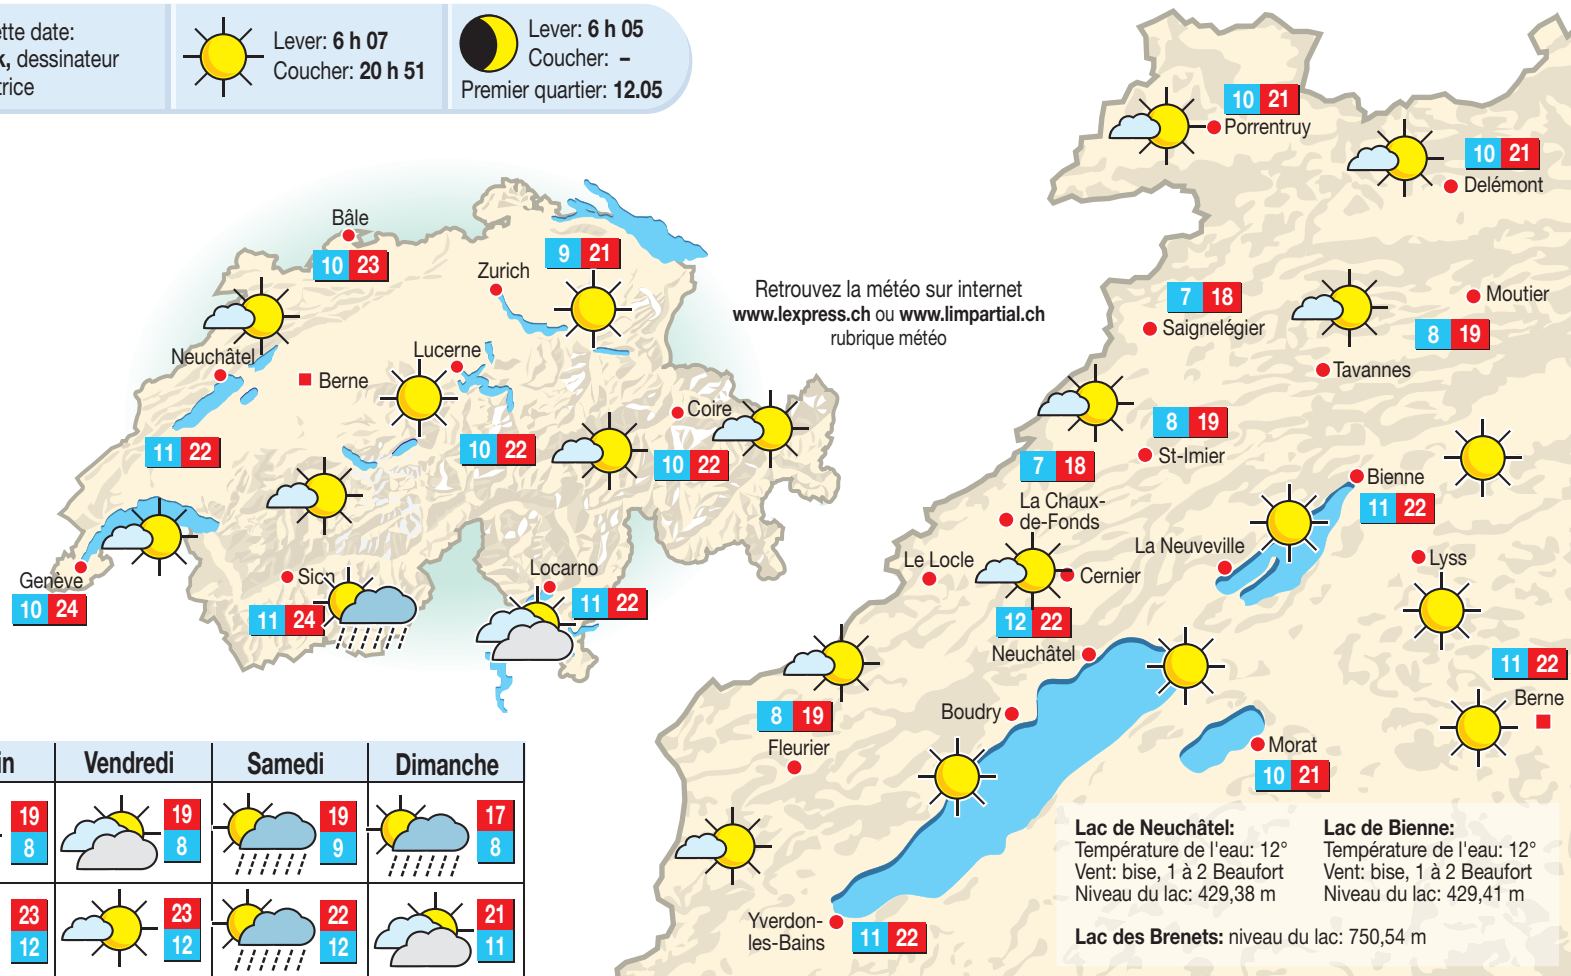 ette date:
k, dessinateur
trice
Lever: 6 h 07
Coucher: 20 h 51
Lever: 6 h 05
Coucher: –
Premier quartier: 12.05
Bâle
10 23
9 21
Zurich
Neuchâtel
Lucerne
Berne
Coire
11 22
10 22
10 22
Genève
10 24
Sion
11 24
Locarno
11 22
Retrouvez la météo sur internet
www.lexpress.ch ou www.limpartial.ch
rubrique météo
10 21
Porrentruy
10 21
Delémont
7 18
Saignelégier
Moutier
8 19
Tavannes
8 19
St-Imier
7 18
La Chaux-
de-Fonds
Bienne
11 22
La Neuveville
Le Locle
Cernier
Lyss
12 22
Neuchâtel
11 22
Berne
Boudry
8 19
Fleurier
Morat
10 21
Yverdon-
les-Bains
11 22
in
Vendredi
Samedi
Dimanche
19
8
19
8
19
9
17
8
23
12
23
12
22
12
21
11
Lac de Neuchâtel:
Température de l'eau: 12°
Vent: bise, 1 à 2 Beaufort
Niveau du lac: 429,38 m
Lac de Bienne:
Température de l'eau: 12°
Vent: bise, 1 à 2 Beaufort
Niveau du lac: 429,41 m
Lac des Brenets: niveau du lac: 750,54 m